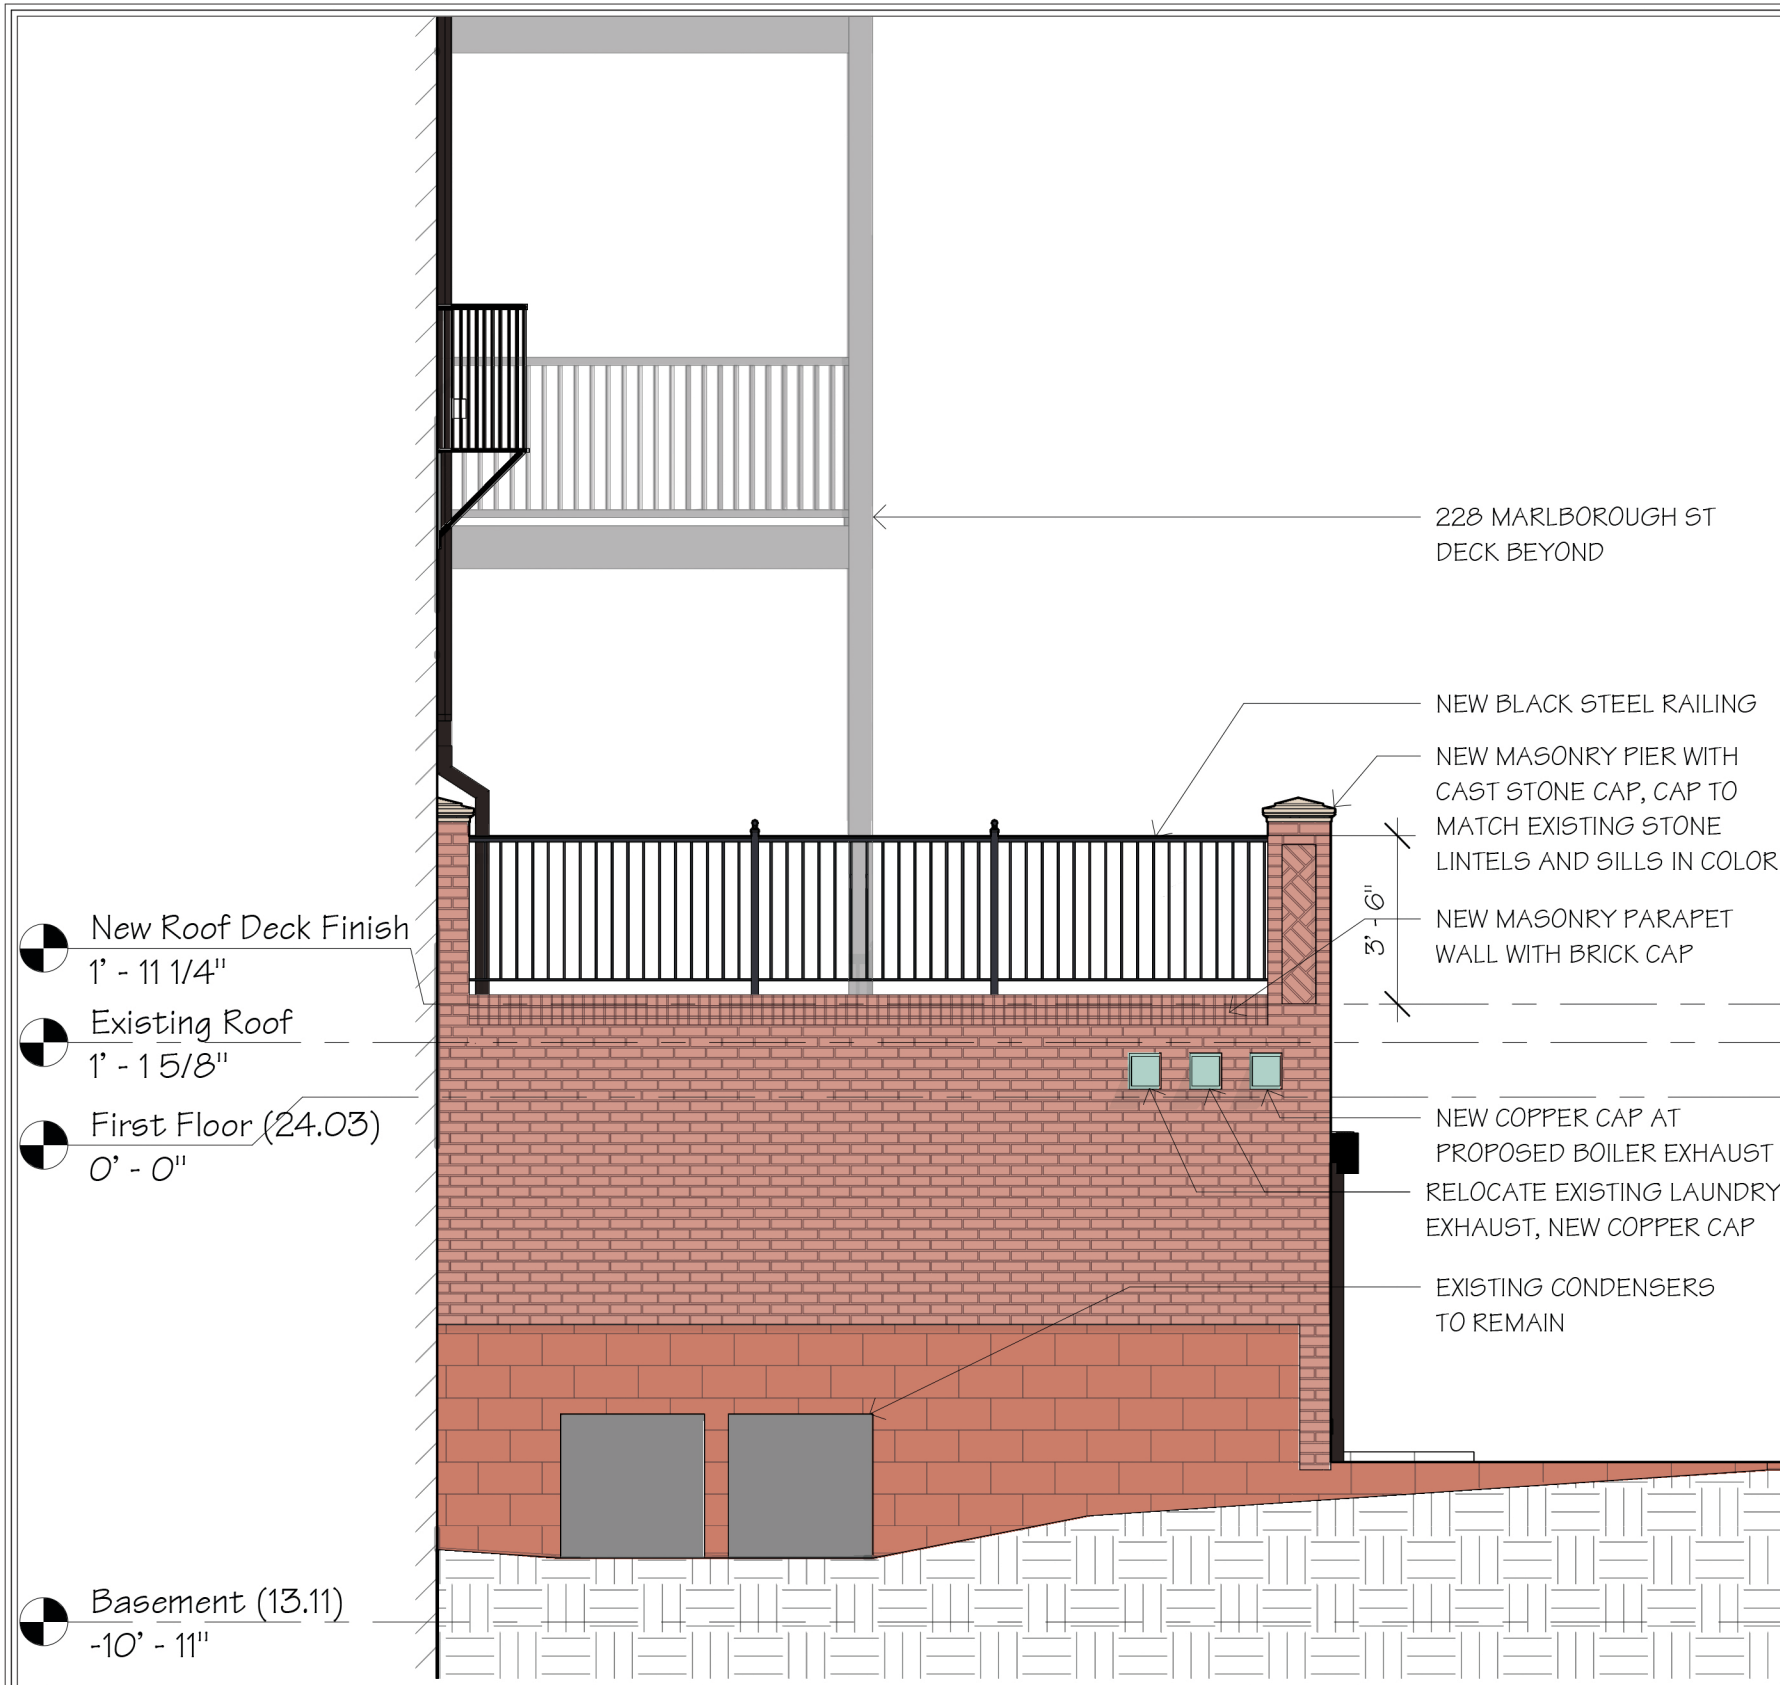 228 MARLBOROUGH ST
DECK BEYOND
NEW BLACK STEEL RAILING
NEW MASONRY PIER WITH
CAST STONE CAP, CAP TO
MATCH EXISTING STONE
LINTELS AND SILLS IN COLOR
3' - 6"
NEW MASONRY PARAPET
WALL WITH BRICK CAP
New Roof Deck Finish
1' - 11 1/4"
Existing Roof
1' - 1 5/8"
First Floor (24.03)
0' - 0"
NEW COPPER CAP AT
PROPOSED BOILER EXHAUST
RELOCATE EXISTING LAUNDRY
EXHAUST, NEW COPPER CAP
EXISTING CONDENSERS
TO REMAIN
Basement (13.11)
-10' - 11"